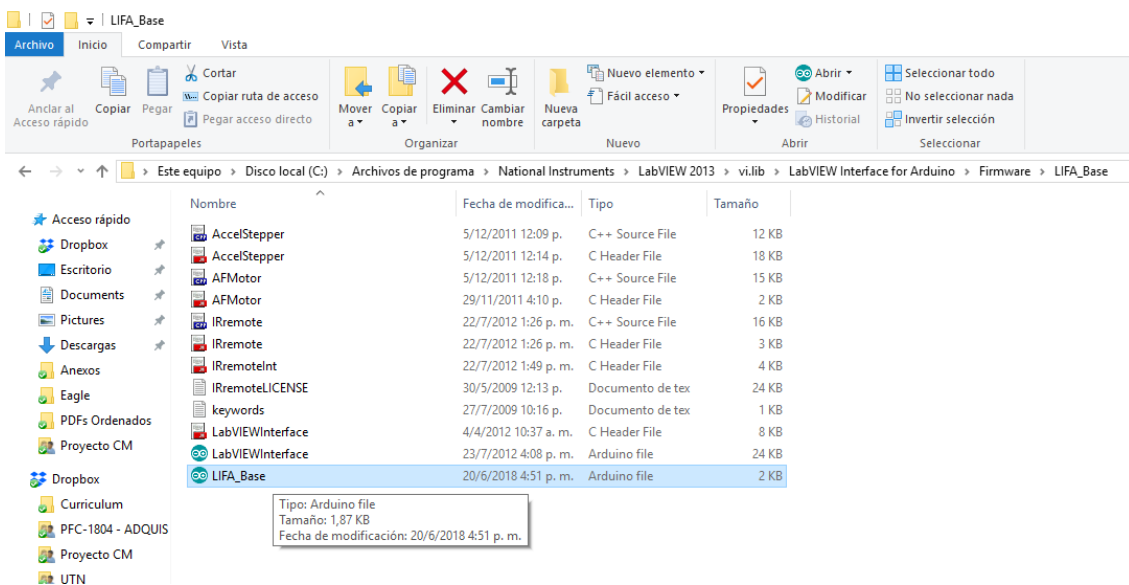 LIFA_Base
Archivo Inicio Compartir Vista
Anclar al Acceso rápido
Copiar
Pegar
Cortar
Copiar ruta de acceso
Pegar acceso directo
Portapapeles
Mover a
Copiar a
Eliminar
Cambiar nombre
Organizar
Nueva carpeta
Nuevo elemento
Fácil acceso
Nuevo
Propiedades
Abrir
Modificar
Historial
Abrir
Seleccionar todo
No seleccionar nada
Invertir selección
Seleccionar
Este equipo > Disco local (C:) > Archivos de programa > National Instruments > LabVIEW 2013 > vi.lib > LabVIEW Interface for Arduino > Firmware > LIFA_Base
Acceso rápido
Dropbox
Escritorio
Documents
Pictures
Descargas
Anexos
Eagle
PDFs Ordenados
Proyecto CM
Dropbox
Curriculum
PFC-1804 - ADQUIS
Proyecto CM
UTN
Nombre Fecha de modifica... Tipo Tamaño
AccelStepper 5/12/2011 12:09 p. C++ Source File 12 KB
AccelStepper 5/12/2011 12:14 p. C Header File 18 KB
AFMotor 5/12/2011 12:18 p. C++ Source File 15 KB
AFMotor 29/11/2011 4:10 p. C Header File 2 KB
IRremote 22/7/2012 1:26 p. m. C++ Source File 16 KB
IRremote 22/7/2012 1:26 p. m. C Header File 3 KB
IRremoteInt 22/7/2012 1:49 p. m. C Header File 4 KB
IRremoteLICENSE 30/5/2009 12:13 p. Documento de tex 24 KB
keywords 27/7/2009 10:16 p. Documento de tex 1 KB
LabVIEWInterface 4/4/2012 10:37 a. m. C Header File 8 KB
LabVIEWInterface 23/7/2012 4:08 p. m. Arduino file 24 KB
LIFA_Base 20/6/2018 4:51 p. m. Arduino file 2 KB
Tipo: Arduino file
Tamaño: 1,87 KB
Fecha de modificación: 20/6/2018 4:51 p. m.